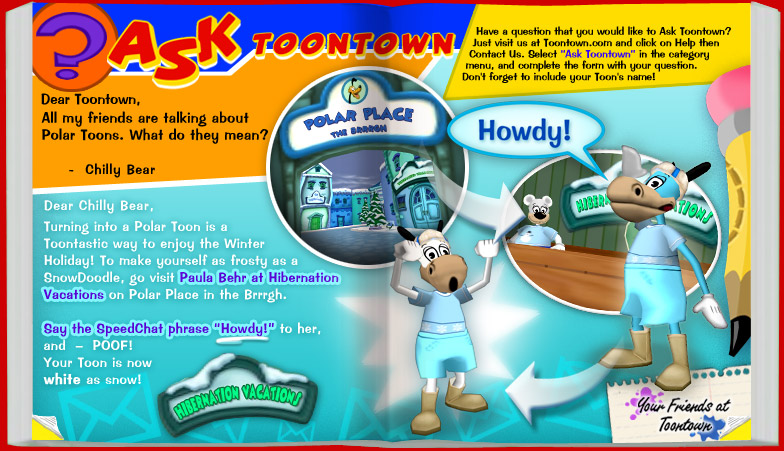 ?
ASK TOONTOWN
Have a question that you would like to Ask Toontown?
Just visit us at Toontown.com and click on Help then
Contact Us. Select "Ask Toontown" in the category
menu, and complete the form with your question.
Don't forget to include your Toon's name!
Dear Toontown,
All my friends are talking about
Polar Toons. What do they mean?
- Chilly Bear
POLAR PLACE
THE BRRRGH
Howdy!
Dear Chilly Bear,
Turning into a Polar Toon is a
Toontastic way to enjoy the Winter
Holiday! To make yourself as frosty as a
SnowDoodle, go visit Paula Behr at Hibernation
Vacations on Polar Place in the Brrrgh.
Say the SpeedChat phrase "Howdy!" to her,
and – POOF!
Your Toon is now
white as snow!
HIBERNATION VACATIONS
Your Friends at
Toontown